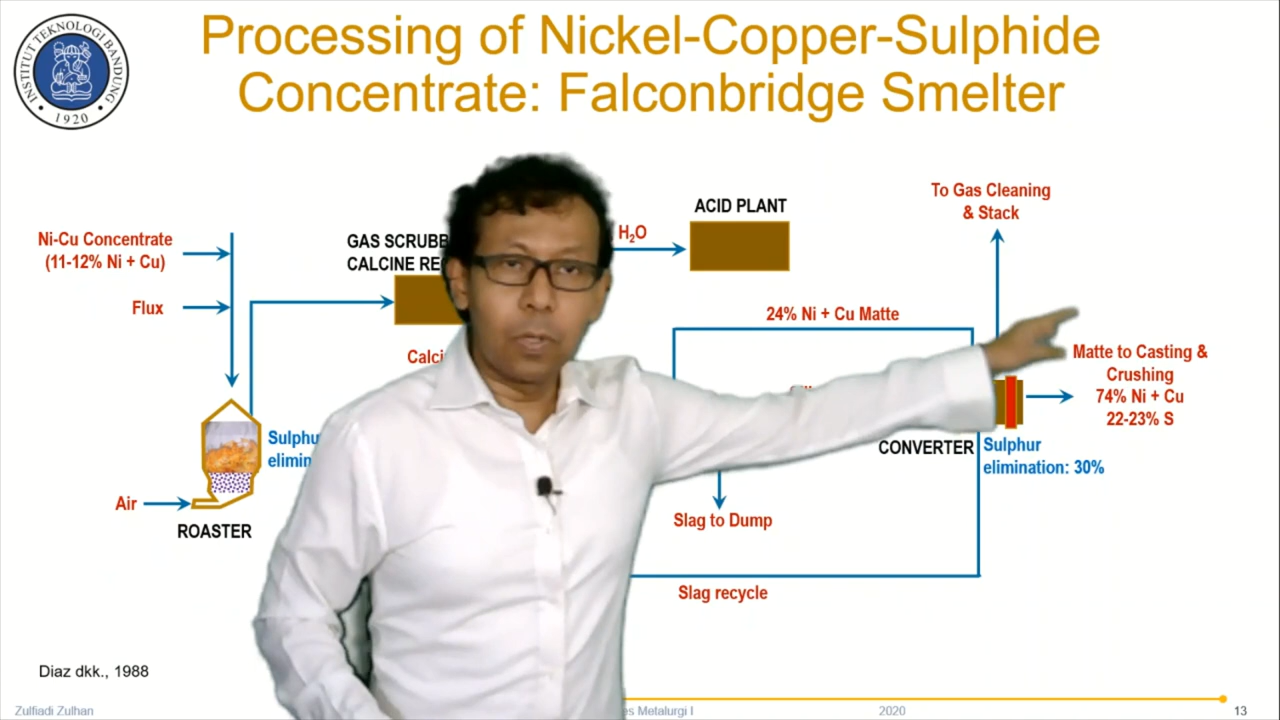 INSTITUT TEKNOLOGI BANDUNG
1920
Processing of Nickel-Copper-Sulphide
Concentrate: Falconbridge Smelter
To Gas Cleaning
& Stack
ACID PLANT
H₂O
Ni-Cu Concentrate
(11-12% Ni + Cu)
GAS SCRUBB
CALCINE RE
Flux
24% Ni + Cu Matte
Calci
Matte to Casting &
Crushing
74% Ni + Cu
22-23% S
Sulphu
elimin
CONVERTER
Sulphur
elimination: 30%
Air
ROASTER
Slag to Dump
Slag recycle
Diaz dkk., 1988
Zulfiadi Zulhan
es Metalurgi I
2020
13